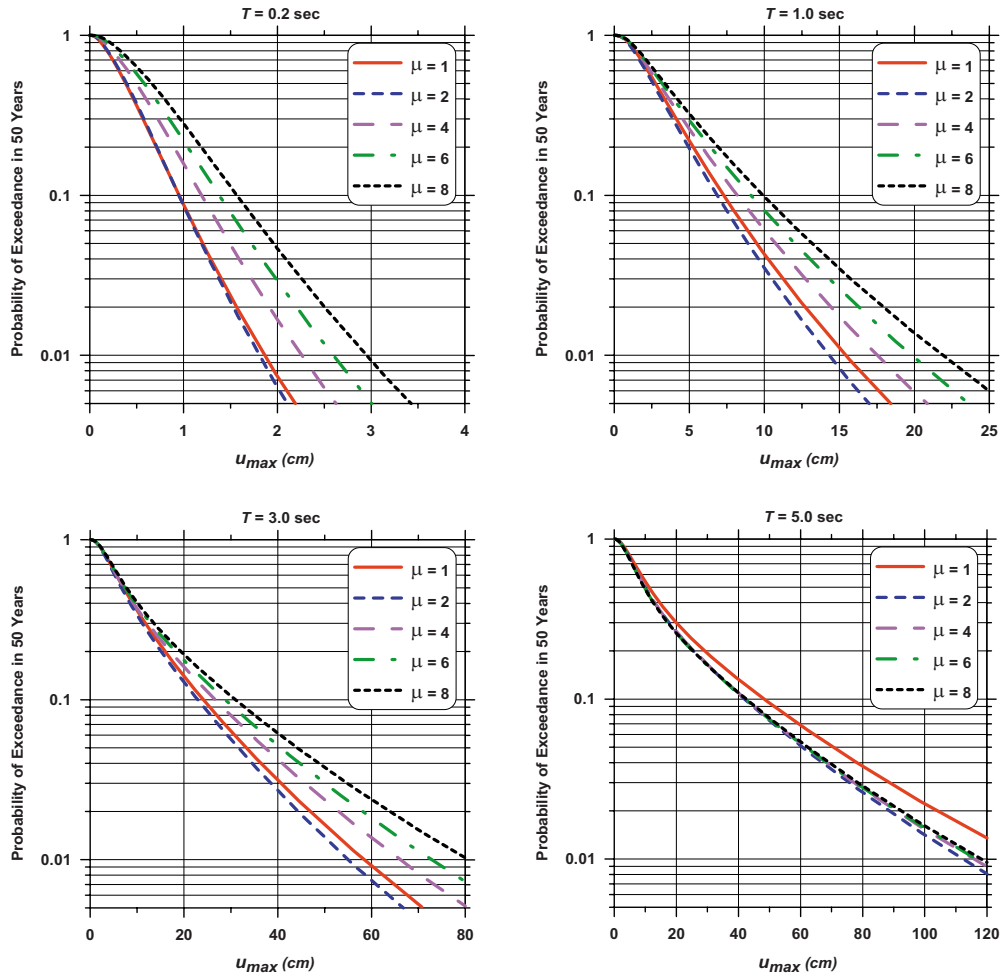 T = 0.2 sec
Probability of Exceedance in 50 Years
1
0.1
0.01
μ = 1
μ = 2
μ = 4
μ = 6
μ = 8
0 1 2 3 4
umax (cm)
T = 1.0 sec
Probability of Exceedance in 50 Years
1
0.1
0.01
μ = 1
μ = 2
μ = 4
μ = 6
μ = 8
0 5 10 15 20 25
umax (cm)
T = 3.0 sec
Probability of Exceedance in 50 Years
1
0.1
0.01
μ = 1
μ = 2
μ = 4
μ = 6
μ = 8
0 20 40 60 80
umax (cm)
T = 5.0 sec
Probability of Exceedance in 50 Years
1
0.1
0.01
μ = 1
μ = 2
μ = 4
μ = 6
μ = 8
0 20 40 60 80 100 120
umax (cm)